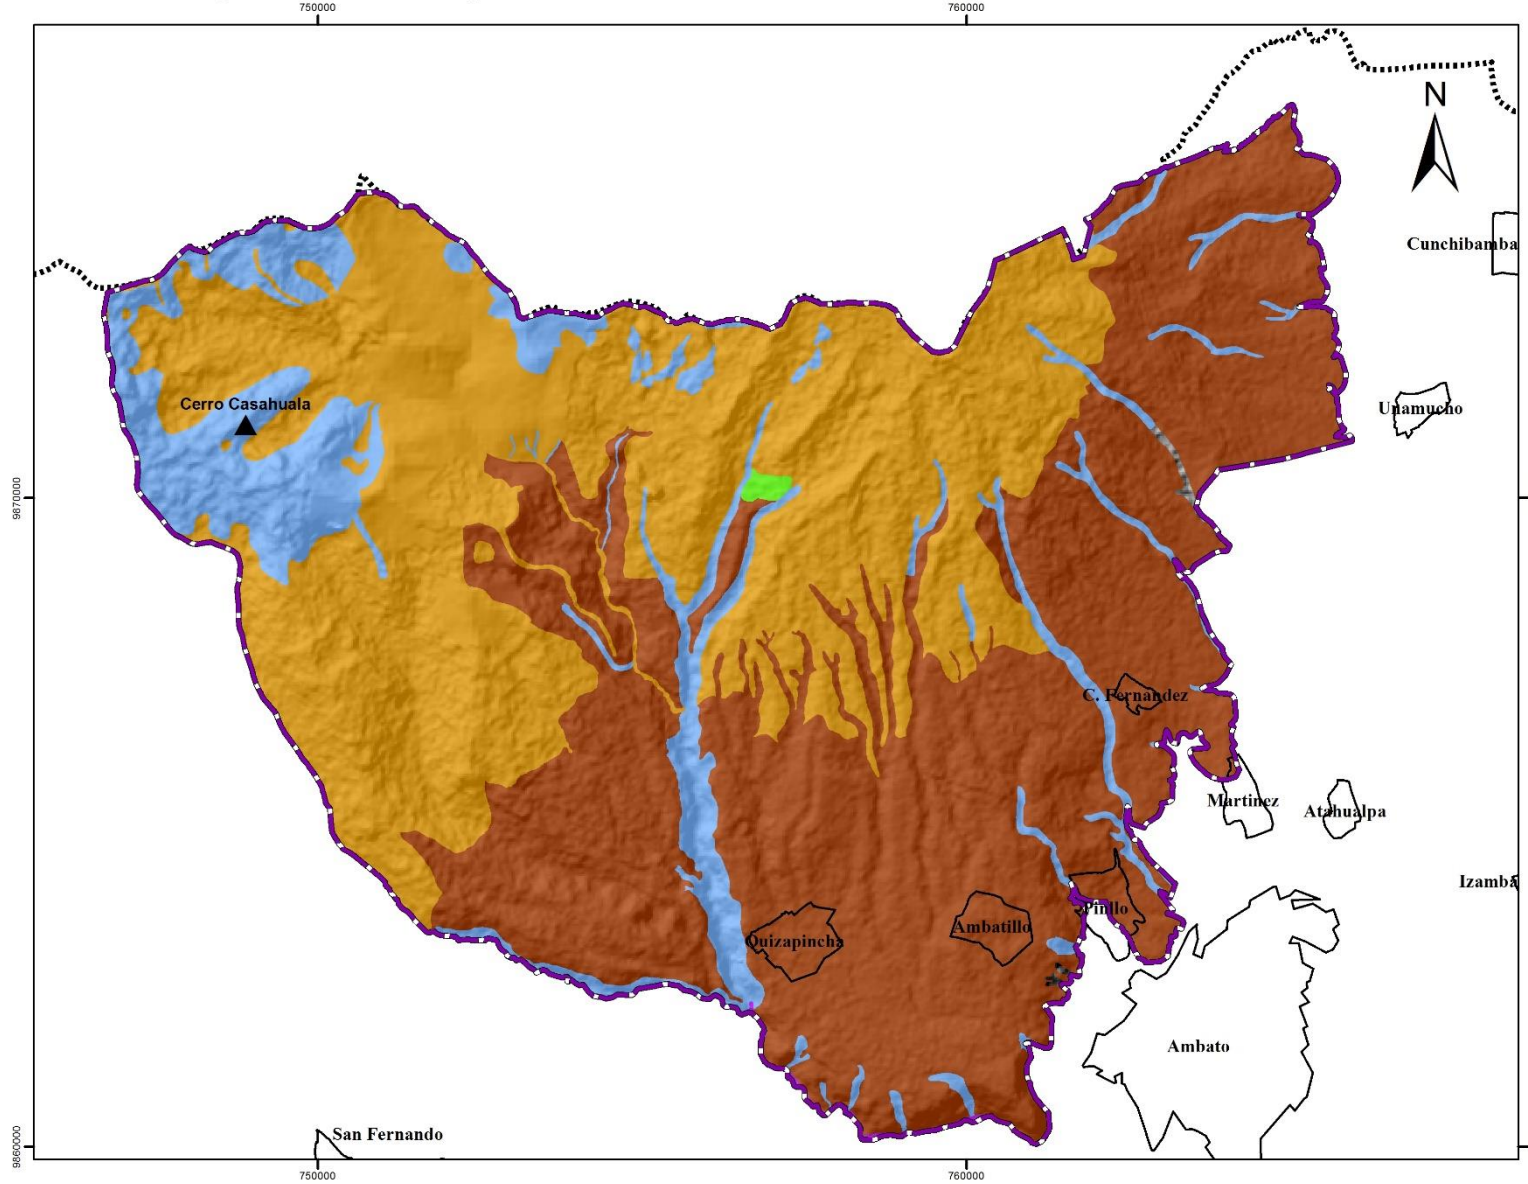 750000
760000
N
Cunchibamba
Cerro Casahuala
Unamucho
9870000
C. Fernandez
Martinez
Atahualpa
Izamba
Pinllo
Quizapincha
Ambatillo
Ambato
San Fernando
9860000
750000
760000